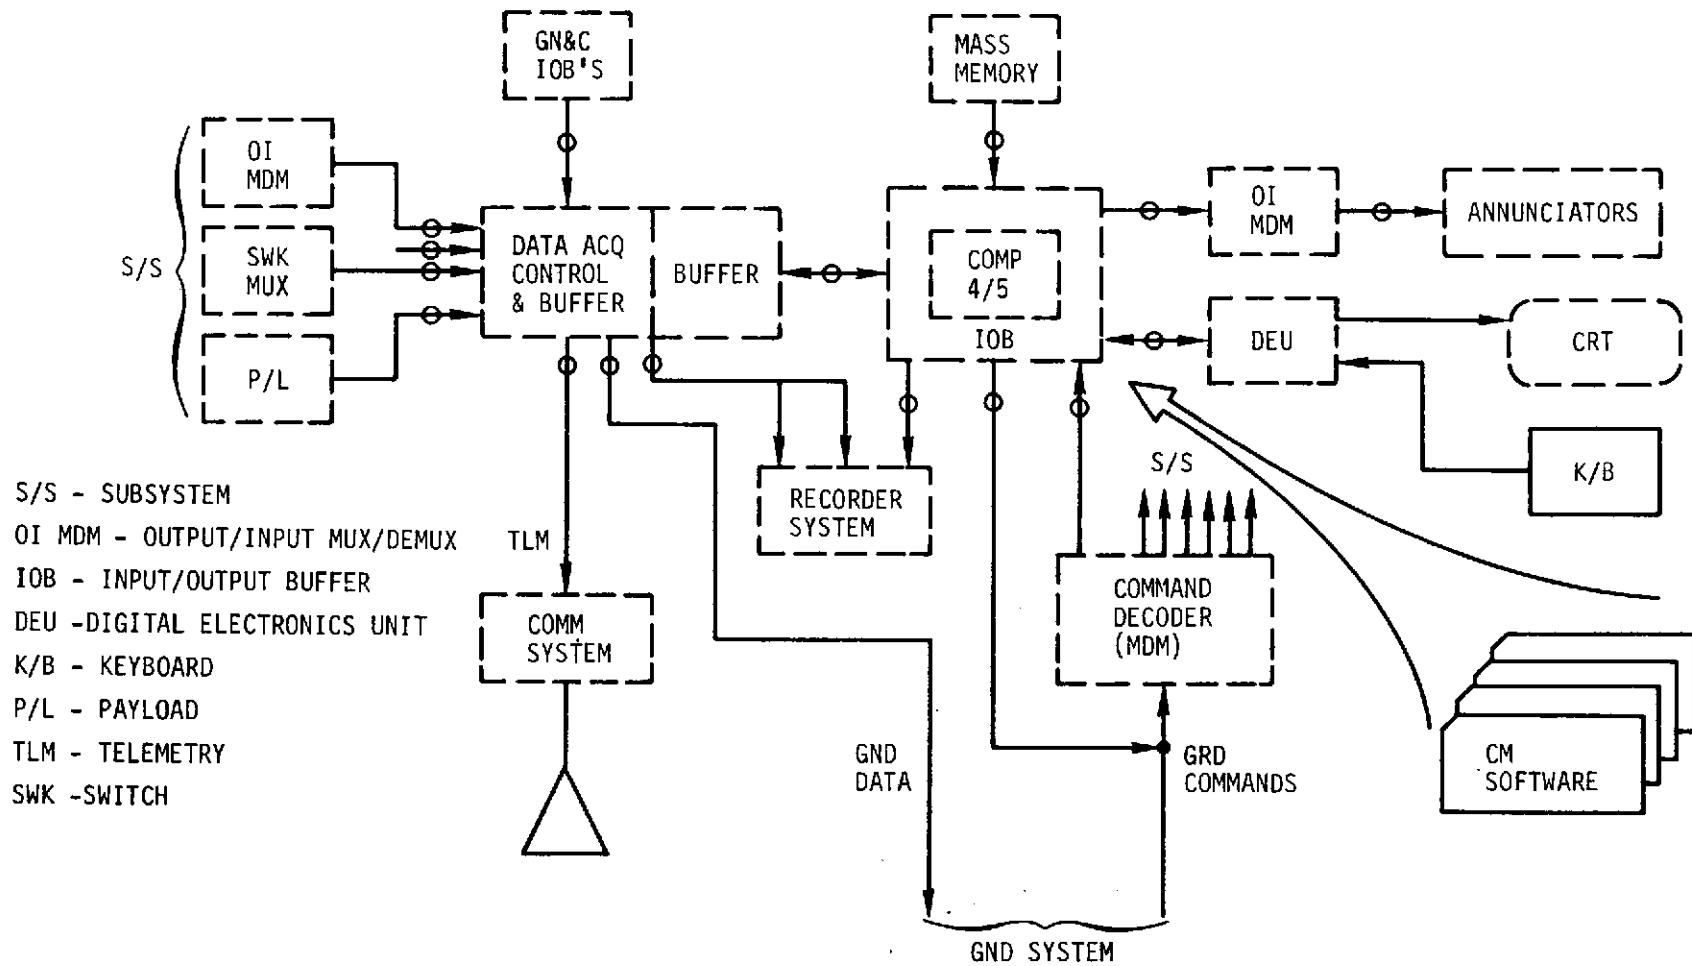 GN&C
IOB'S
MASS
MEMORY
OI
MDM
SWK
MUX
P/L
S/S
DATA ACQ
CONTROL
& BUFFER
BUFFER
COMP
4/5
IOB
OI
MDM
ANNUNCIATORS
DEU
CRT
K/B
S/S
RECORDER
SYSTEM
S/S - SUBSYSTEM
OI MDM - OUTPUT/INPUT MUX/DEMUX
IOB - INPUT/OUTPUT BUFFER
DEU -DIGITAL ELECTRONICS UNIT
K/B - KEYBOARD
P/L - PAYLOAD
TLM - TELEMETRY
SWK -SWITCH
TLM
COMM
SYSTEM
COMMAND
DECODER
(MDM)
GND
DATA
GRD
COMMANDS
CM
SOFTWARE
GND SYSTEM